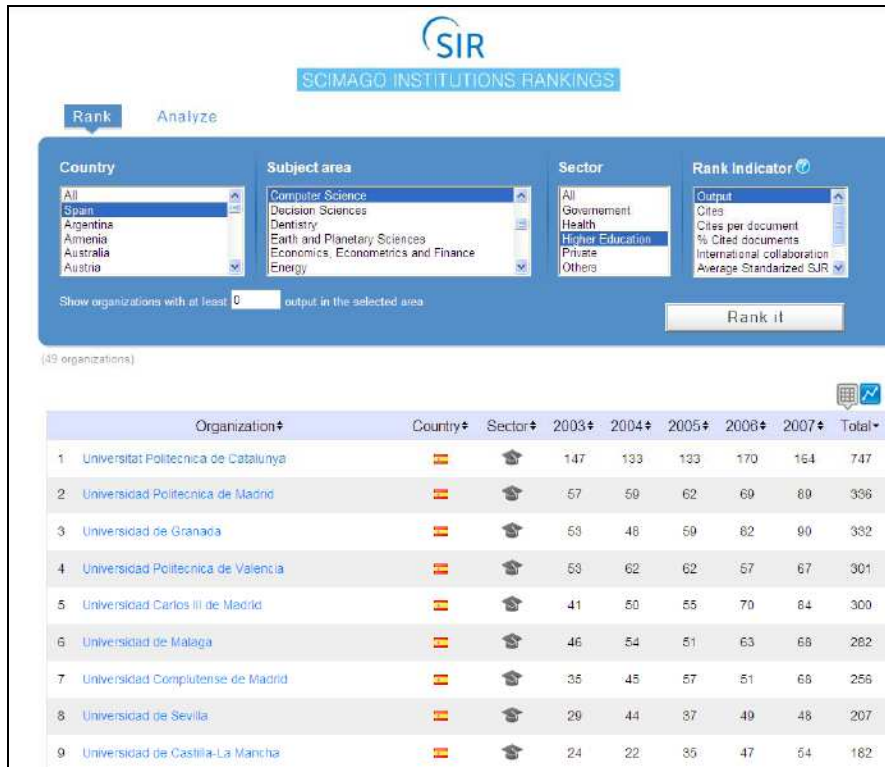 SIR
SCIMAGO INSTITUTIONS RANKINGS
Rank Analyze
Country Subject area Sector Rank Indicator ?
All Computer Science All Output
Spain Decision Sciences Governement Cites
Argentina Dentistry Health Cites per document
Armenia Earth and Planetary Sciences Higher Education % Cited documents
Australia Economics, Econometrics and Finance Private International collaboration
Austria Energy Others Average Standarized SJR
Show organizations with at least 0 output in the selected area
Rank it
(49 organizations)
Organization Country Sector 2003 2004 2005 2006 2007 Total
1 Universitat Politecnica de Catalunya 147 133 133 170 164 747
2 Universidad Politecnica de Madrid 57 59 62 69 89 336
3 Universidad de Granada 53 48 59 82 90 332
4 Universidad Politecnica de Valencia 53 62 62 57 67 301
5 Universidad Carlos III de Madrid 41 50 55 70 84 300
6 Universidad de Malaga 46 54 51 63 68 282
7 Universidad Complutense de Madrid 35 45 57 51 68 256
8 Universidad de Sevilla 29 44 37 49 48 207
9 Universidad de Castilla-La Mancha 24 22 35 47 54 182